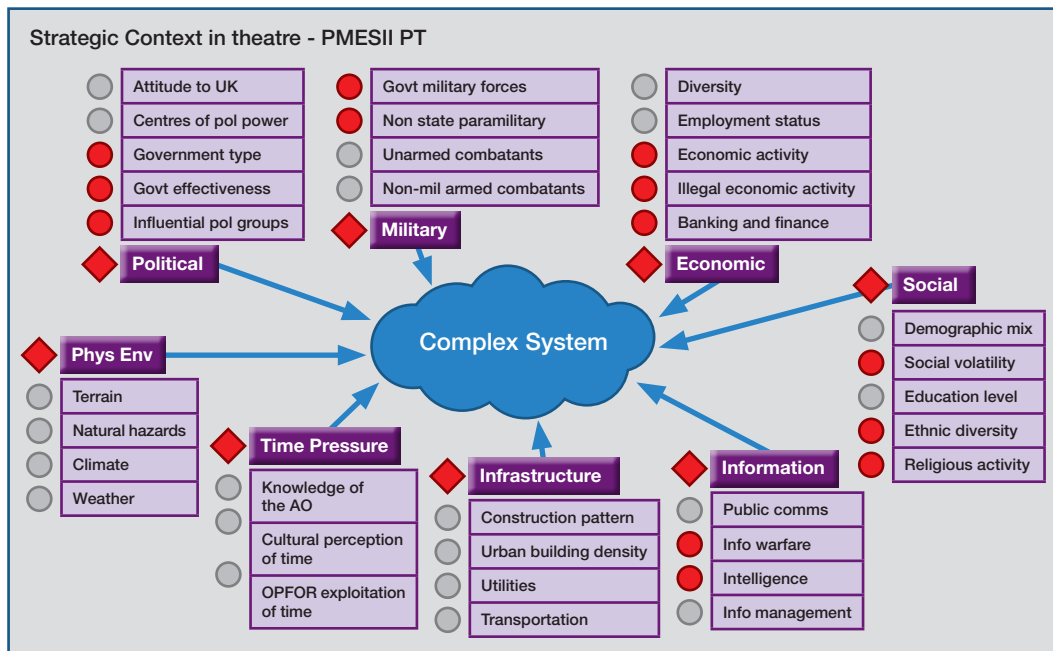 Strategic Context in theatre - PMESII PT
Attitude to UK
Centres of pol power
Government type
Govt effectiveness
Influential pol groups
Political
Govt military forces
Non state paramilitary
Unarmed combatants
Non-mil armed combatants
Military
Diversity
Employment status
Economic activity
Illegal economic activity
Banking and finance
Economic
Social
Demographic mix
Social volatility
Education level
Ethnic diversity
Religious activity
Complex System
Phys Env
Terrain
Natural hazards
Climate
Weather
Time Pressure
Knowledge of
the AO
Cultural perception
of time
OPFOR exploitation
of time
Infrastructure
Construction pattern
Urban building density
Utilities
Transportation
Information
Public comms
Info warfare
Intelligence
Info management